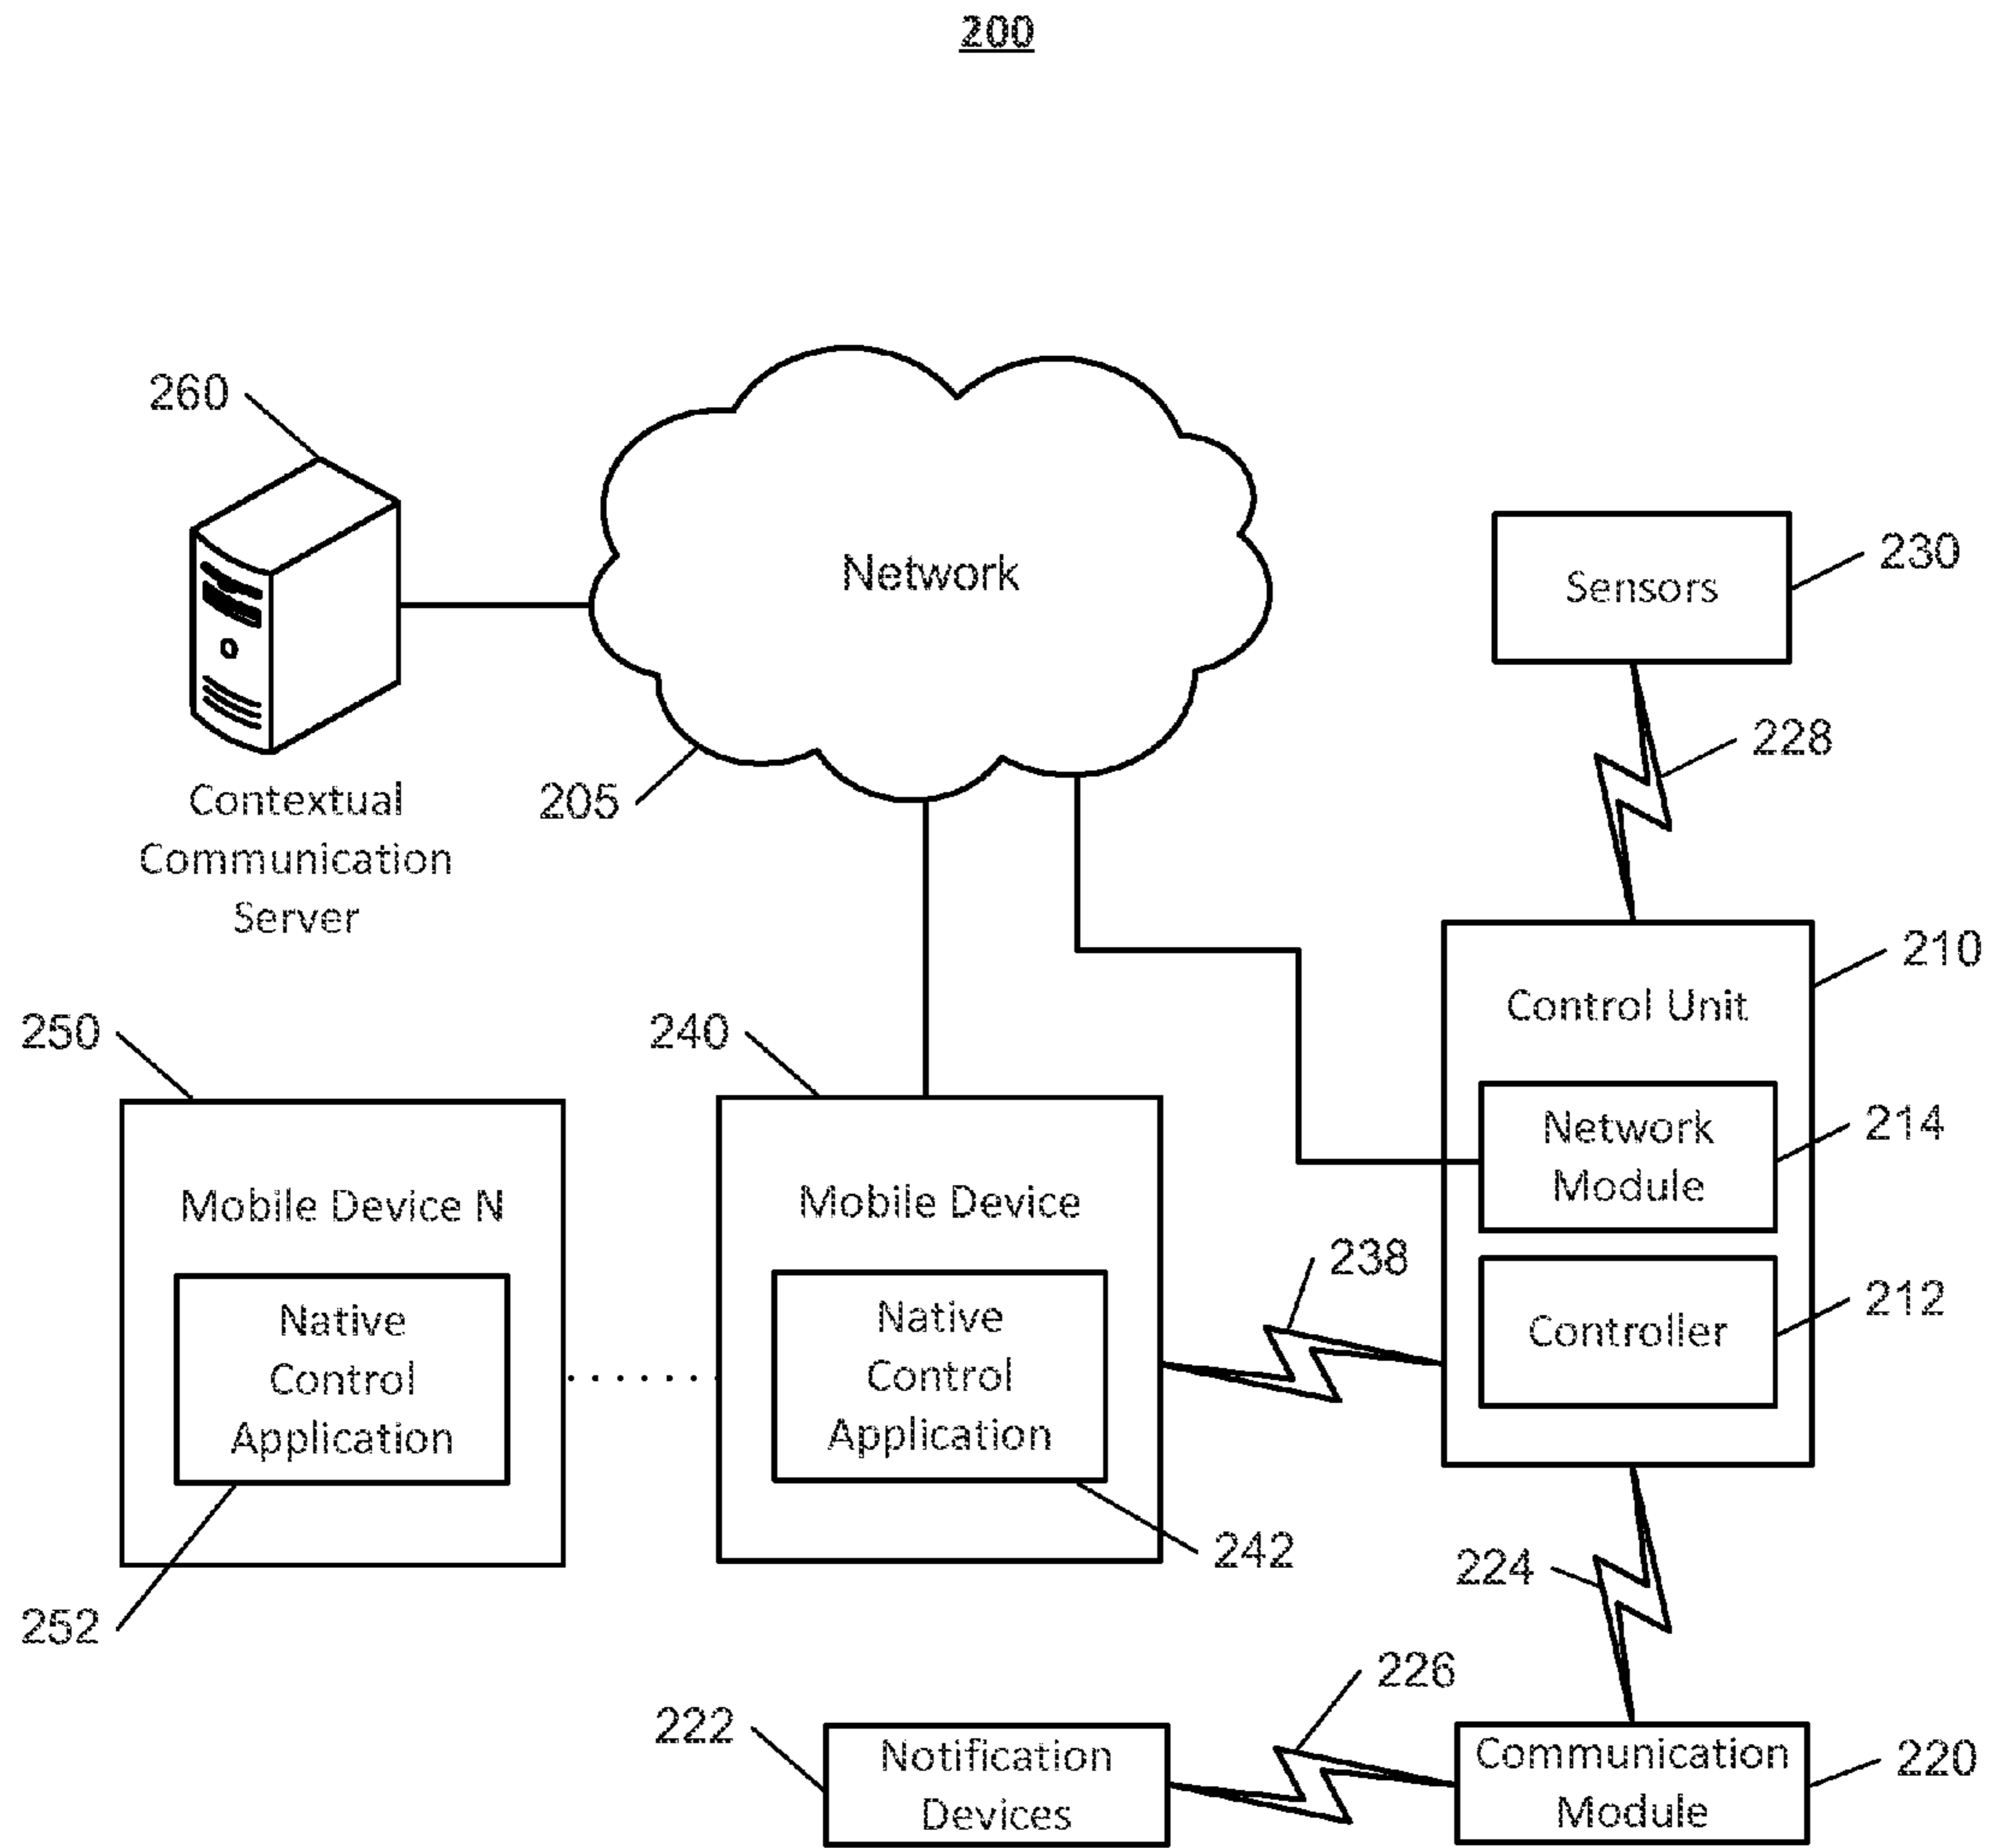 200
260
Network
230
Sensors
228
Contextual
Communication
Server
205
210
Control Unit
250
240
Network
Module
214
Mobile Device N
Mobile Device
238
Native
Control
Application
Native
Control
Application
Controller
212
242
224
252
226
222
Notification
Devices
Communication
Module
220